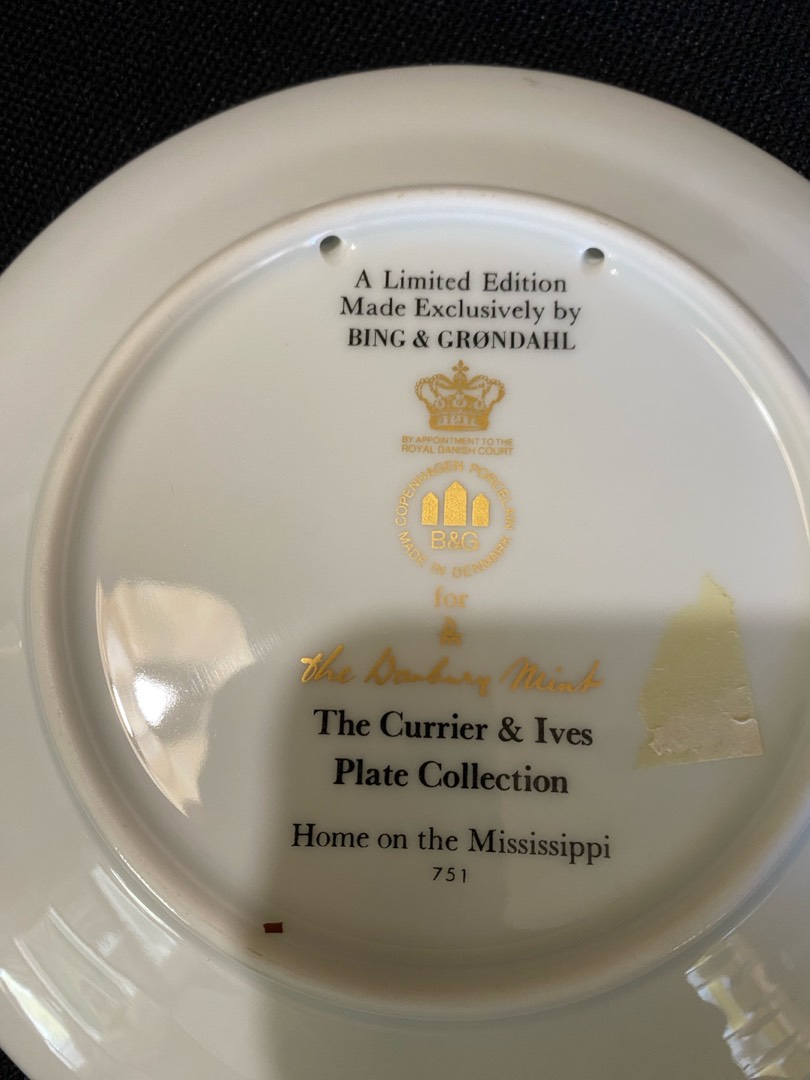 A Limited Edition
Made Exclusively by
BING & GRØNDAHL
BY APPOINTMENT TO THE
ROYAL DANISH COURT
COPENHAGEN PORCELAIN
B&G
MADE IN DENMARK
for
the Danbury Mint
The Currier & Ives
Plate Collection
Home on the Mississippi
751